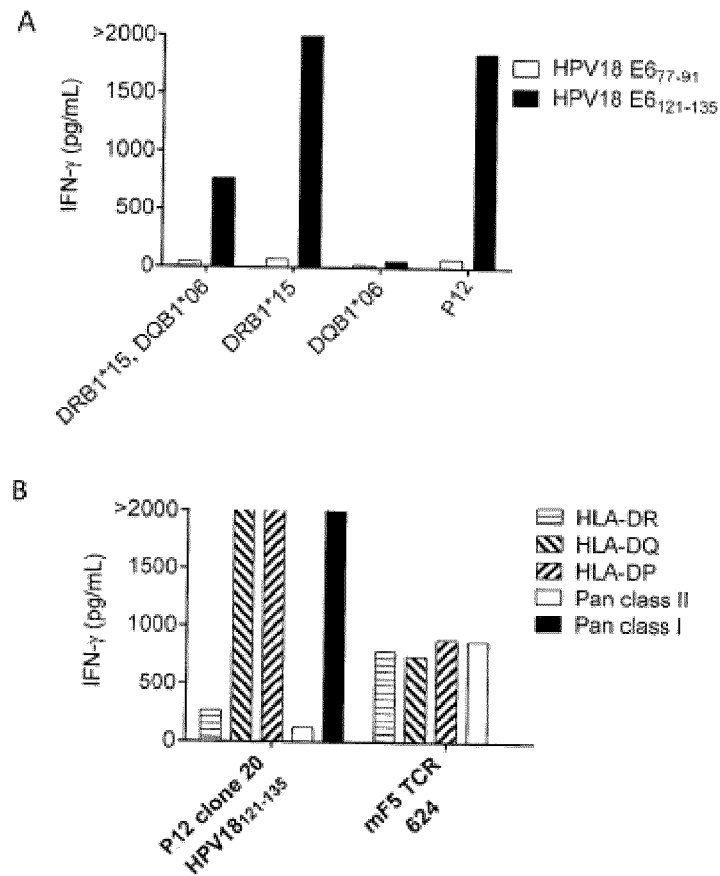 A
IFN-γ (pg/mL)
>2000
1500
1000
500
0
HPV18 E6₇₇₋₉₁
HPV18 E6₁₂₁₋₁₃₅
DRB1*15, DQB1*06
DRB1*15
DQB1*06
P12
B
IFN-γ (pg/mL)
>2000
1500
1000
500
0
HLA-DR
HLA-DQ
HLA-DP
Pan class II
Pan class I
P12 clone 20
HPV18₁₂₁₋₁₃₅
mF5 TCR
624